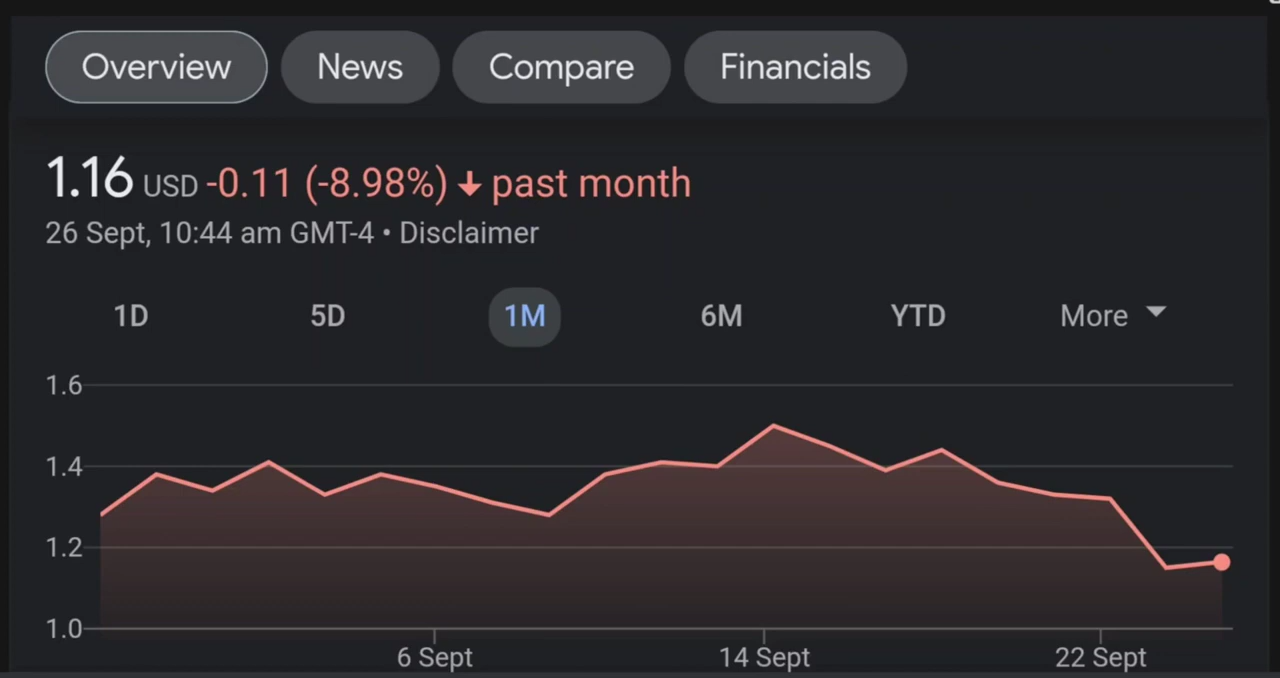 Overview News Compare Financials
1.16 USD -0.11 (-8.98%) ↓ past month
26 Sept, 10:44 am GMT-4 • Disclaimer
1D 5D 1M 6M YTD More
1.6
1.4
1.2
1.0
6 Sept 14 Sept 22 Sept